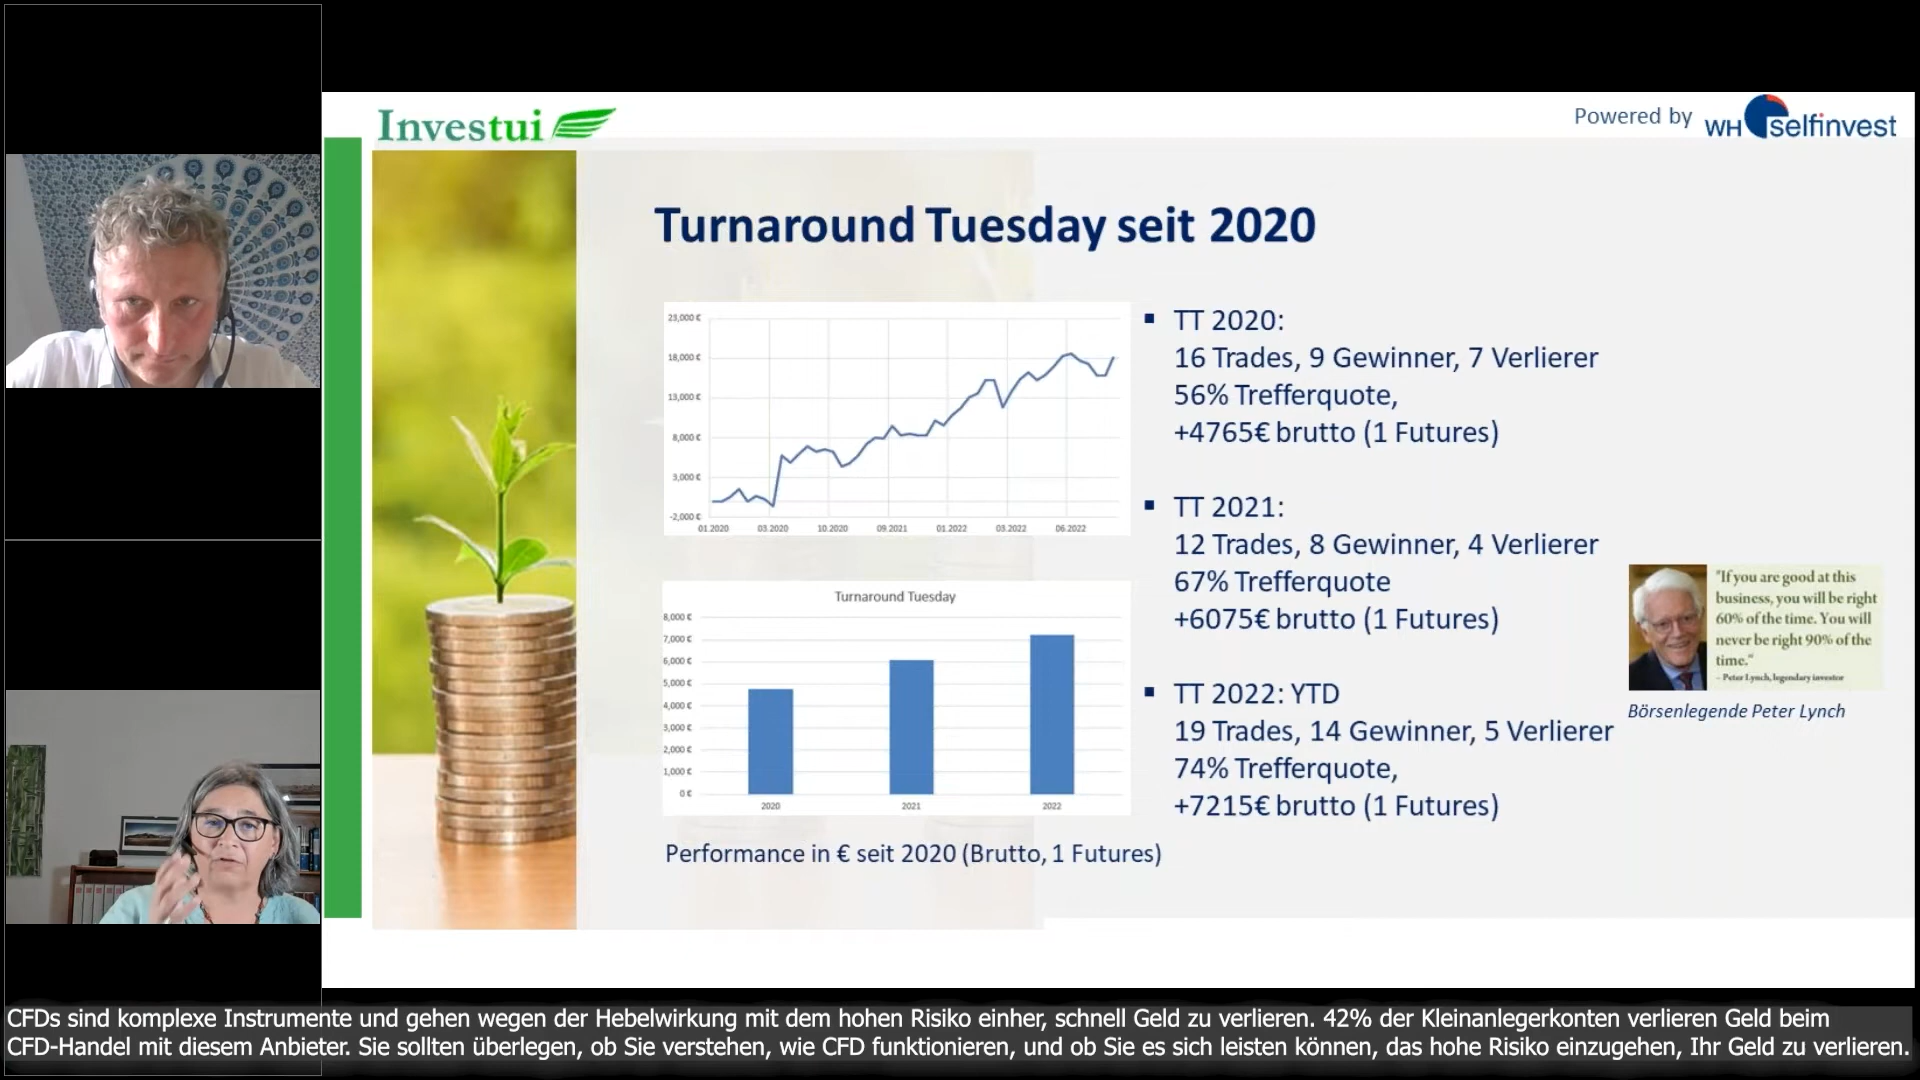 Investui
Powered by WH selfinvest
Turnaround Tuesday seit 2020
23,000 €
18,000 €
13,000 €
8,000 €
3,000 €
-2,000 €
01.2020 03.2020 10.2020 09.2021 01.2022 03.2022 06.2022
Turnaround Tuesday
8,000 €
7,000 €
6,000 €
5,000 €
4,000 €
3,000 €
2,000 €
1,000 €
0 €
2020 2021 2022
Performance in € seit 2020 (Brutto, 1 Futures)
▪ TT 2020:
16 Trades, 9 Gewinner, 7 Verlierer
56% Trefferquote,
+4765€ brutto (1 Futures)
▪ TT 2021:
12 Trades, 8 Gewinner, 4 Verlierer
67% Trefferquote
+6075€ brutto (1 Futures)
▪ TT 2022: YTD
19 Trades, 14 Gewinner, 5 Verlierer
74% Trefferquote,
+7215€ brutto (1 Futures)
"If you are good at this
business, you will be right
60% of the time. You will
never be right 90% of the
time."
- Peter Lynch, legendary investor
Börsenlegende Peter Lynch
CFDs sind komplexe Instrumente und gehen wegen der Hebelwirkung mit dem hohen Risiko einher, schnell Geld zu verlieren. 42% der Kleinanlegerkonten verlieren Geld beim
CFD-Handel mit diesem Anbieter. Sie sollten überlegen, ob Sie verstehen, wie CFD funktionieren, und ob Sie es sich leisten können, das hohe Risiko einzugehen, Ihr Geld zu verlieren.